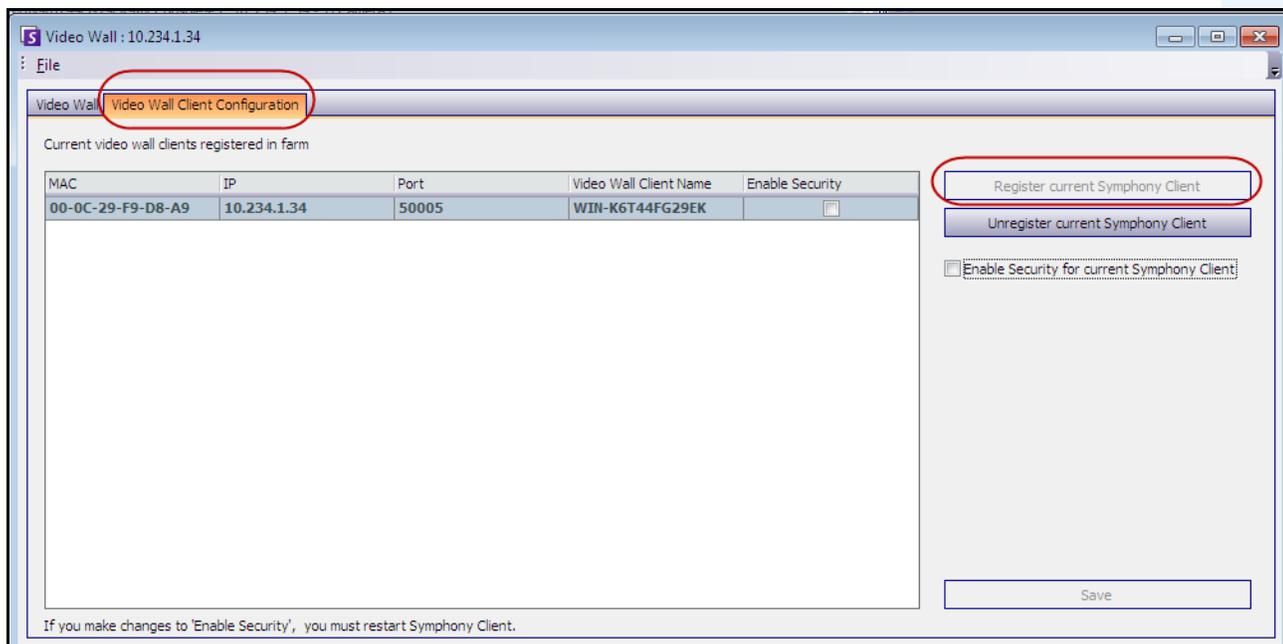 Video Wall : 10.234.1.34
File
Video Wall Video Wall Client Configuration
Current video wall clients registered in farm
MAC IP Port Video Wall Client Name Enable Security
00-0C-29-F9-D8-A9 10.234.1.34 50005 WIN-K6T44FG29EK
Register current Symphony Client
Unregister current Symphony Client
Enable Security for current Symphony Client
Save
If you make changes to 'Enable Security', you must restart Symphony Client.